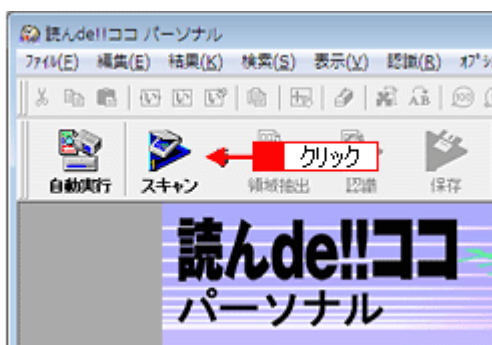 読んde!!ココ パーソナル
ファイル(F) 編集(E) 結果(K) 検索(S) 表示(V) 認識(R) オプシ
自動実行 スキャン クリック 領域抽出 認識 保存
読んde!!ココ
パーソナル